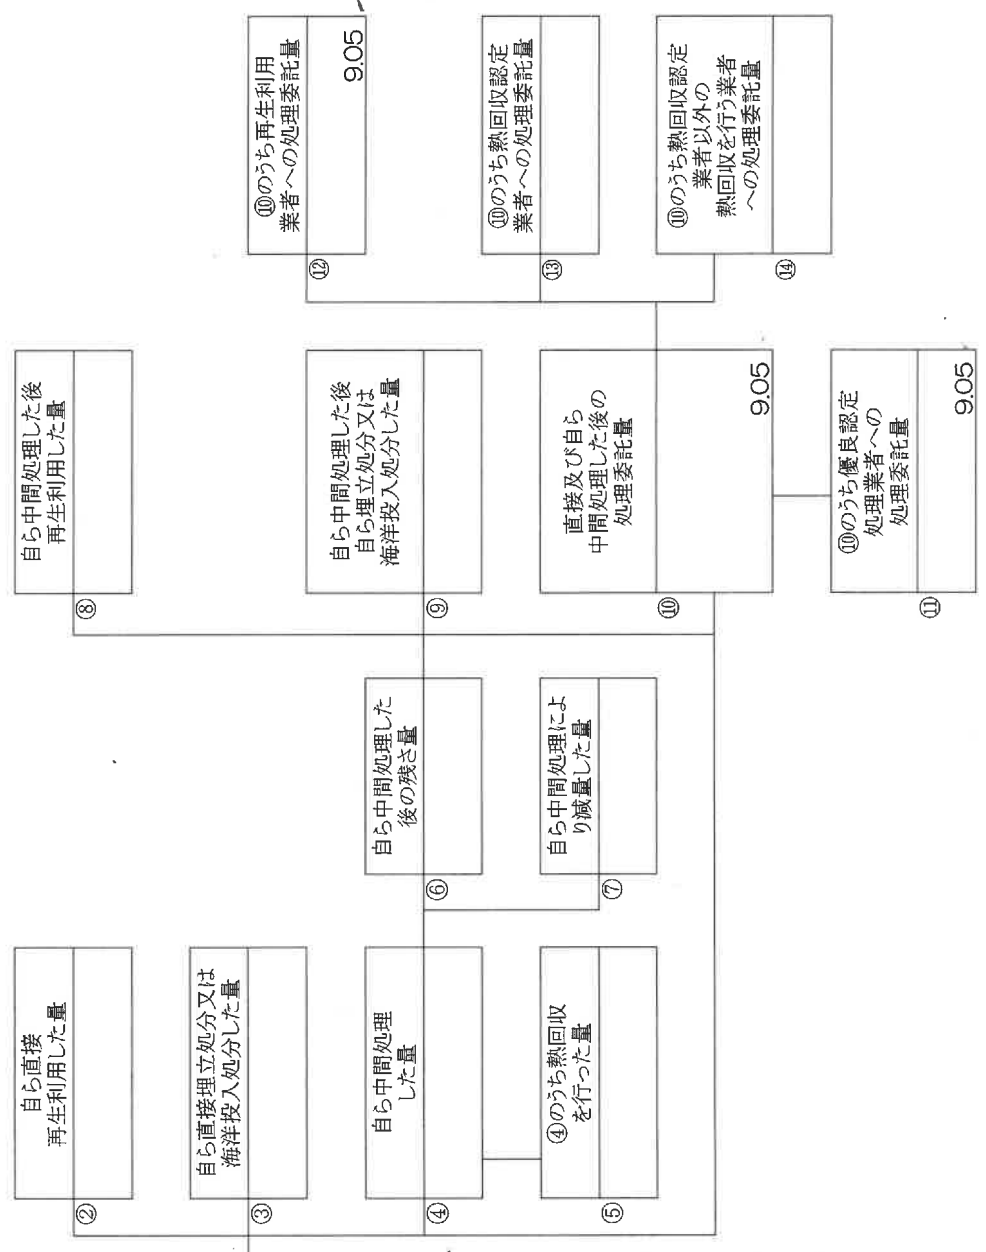 ②
自ら直接
再生利用した量
③
自ら直接埋立処分又は
海洋投入処分した量
④
自ら中間処理
した量
⑤
④のうち熱回収
を行った量
⑥
自ら中間処理した
後の残さ量
⑦
自ら中間処理によ
り減量した量
⑧
自ら中間処理した後
再生利用した量
⑨
自ら中間処理した後
自ら埋立処分又は
海洋投入処分した量
⑩
直接及び自ら
中間処理した後の
処理委託量
9.05
⑪
⑩のうち優良認定
処理業者への
処理委託量
9.05
⑫
⑩のうち再生利用
業者への処理委託量
9.05
⑬
⑩のうち熱回収認定
業者への処理委託量
⑭
⑩のうち熱回収認定
業者以外の
熱回収を行う業者
への処理委託量